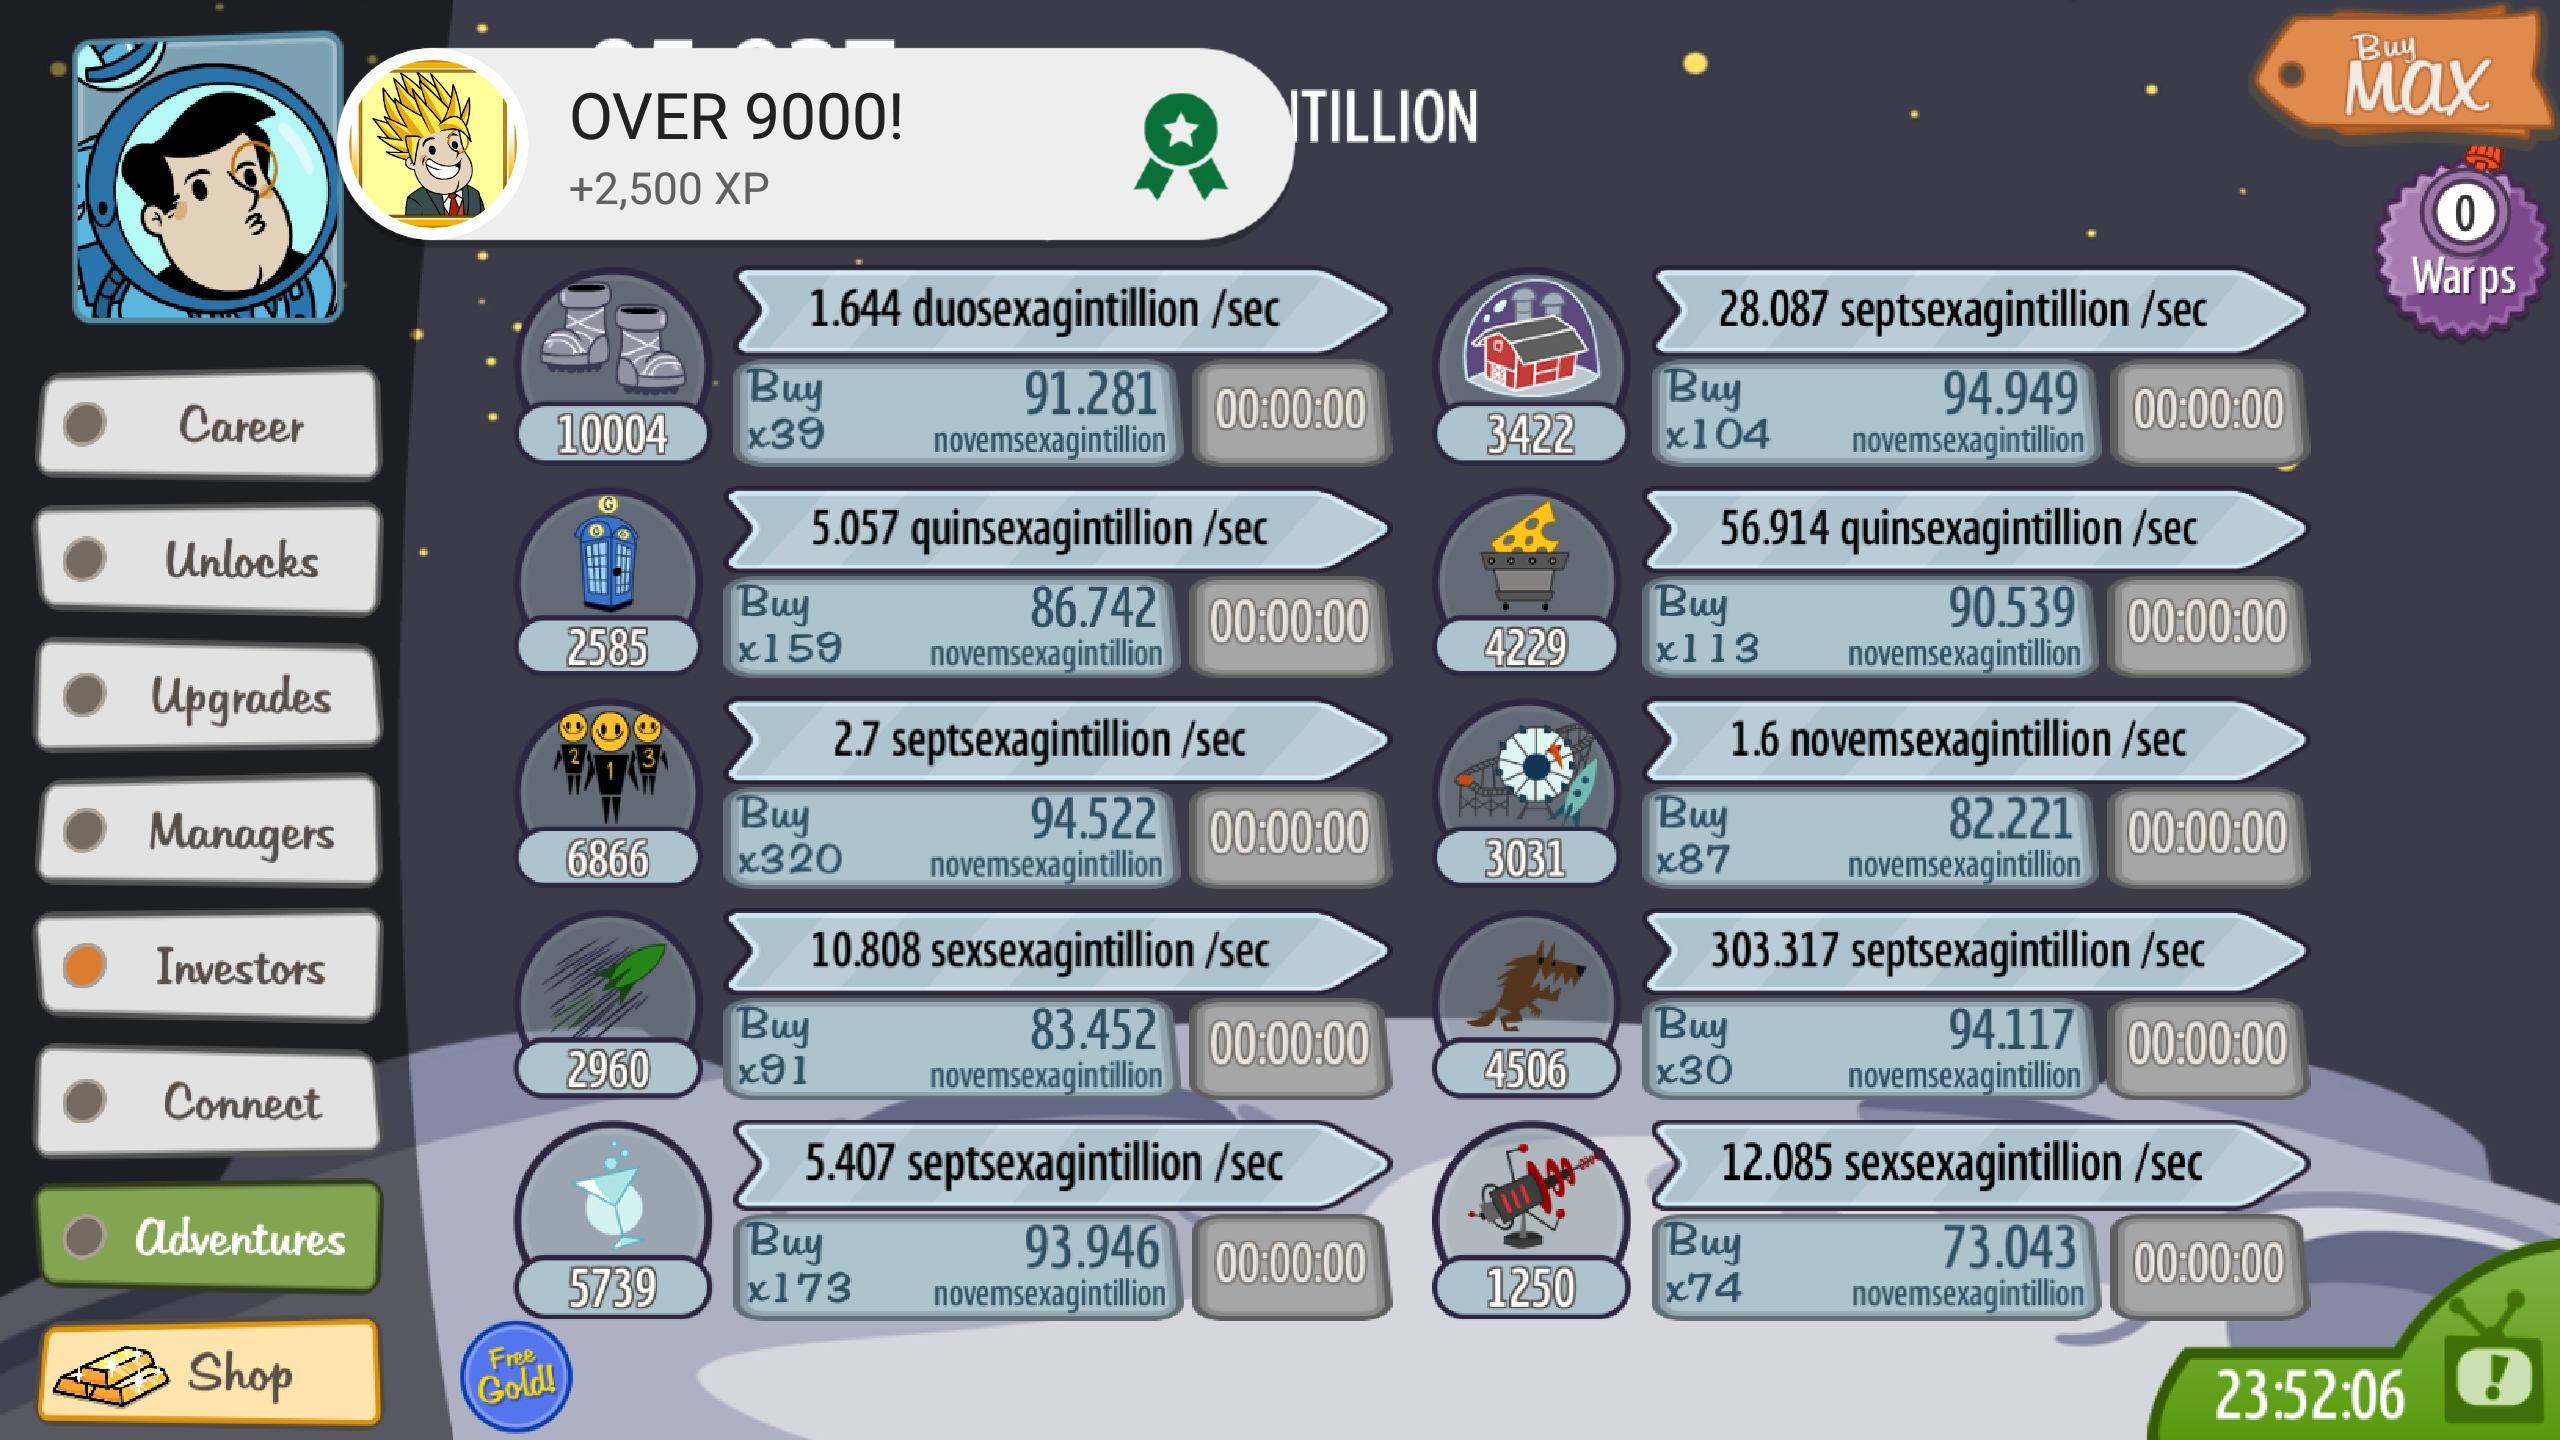 OVER 9000!
+2,500 XP
NTILLION
Buy
MAX
0
Warps
Career
Unlocks
Upgrades
Managers
Investors
Connect
Adventures
Shop
1.644 duosexagintillion /sec
10004
Buy
x39
91.281
novemsexagintillion
00:00:00
28.087 septsexagintillion /sec
3422
Buy
x104
94.949
novemsexagintillion
00:00:00
G
5.057 quinsexagintillion /sec
2585
Buy
x159
86.742
novemsexagintillion
00:00:00
56.914 quinsexagintillion /sec
4229
Buy
x113
90.539
novemsexagintillion
00:00:00
2 1 3
2.7 septsexagintillion /sec
6866
Buy
x320
94.522
novemsexagintillion
00:00:00
1.6 novemsexagintillion /sec
3031
Buy
x87
82.221
novemsexagintillion
00:00:00
10.808 sexsexagintillion /sec
2960
Buy
x91
83.452
novemsexagintillion
00:00:00
303.317 septsexagintillion /sec
4506
Buy
x30
94.117
novemsexagintillion
00:00:00
5.407 septsexagintillion /sec
5739
Buy
x173
93.946
novemsexagintillion
00:00:00
12.085 sexsexagintillion /sec
1250
Buy
x74
73.043
novemsexagintillion
00:00:00
Free
Gold!
23:52:06
!